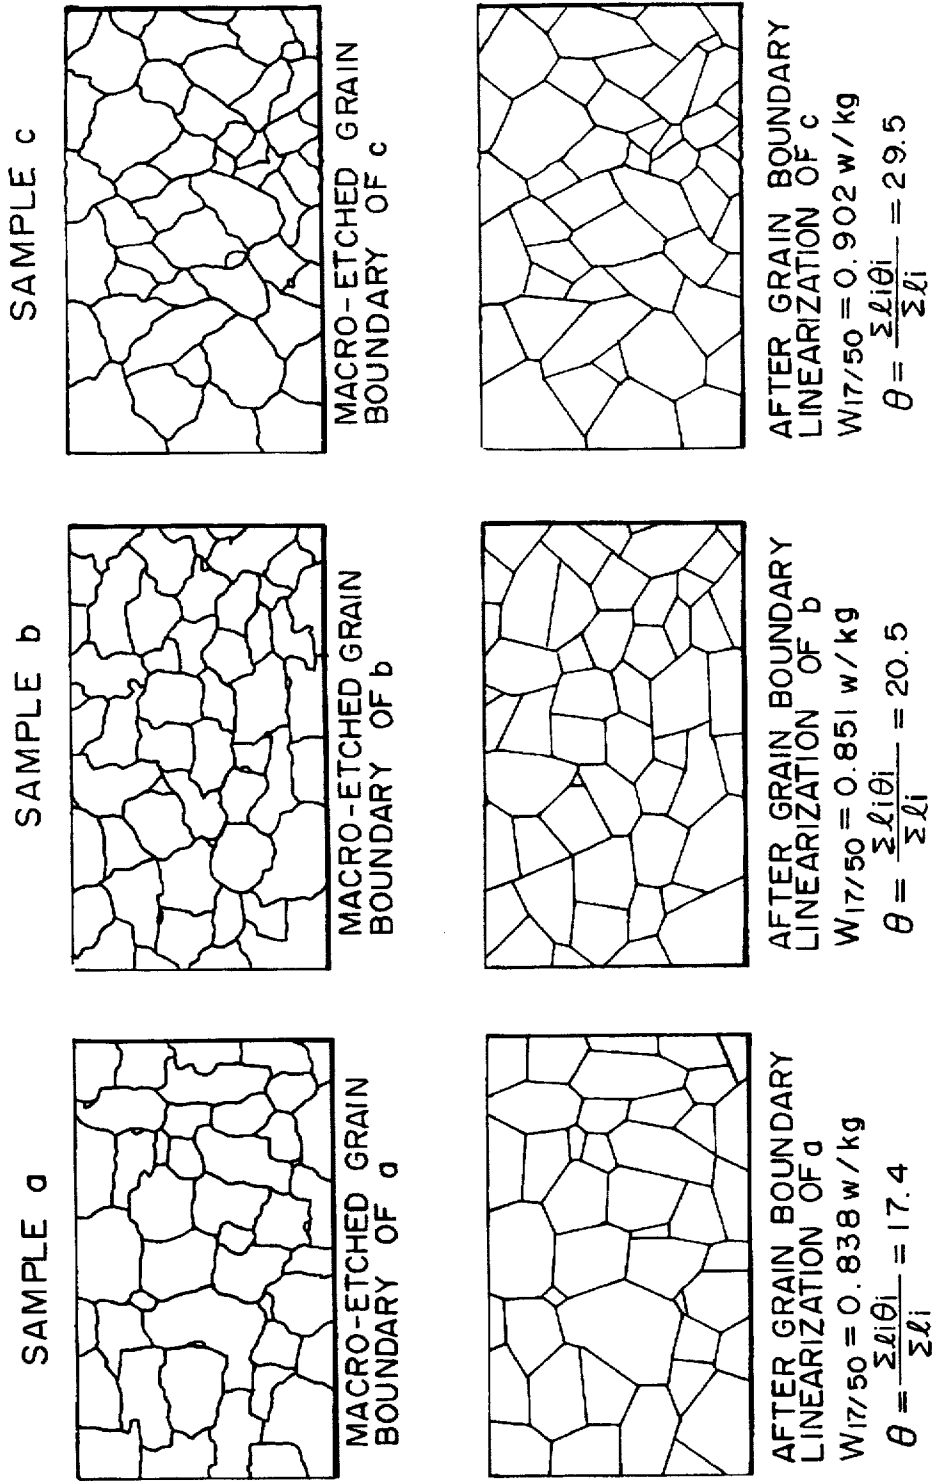 SAMPLE a
MACRO-ETCHED GRAIN
BOUNDARY OF a
AFTER GRAIN BOUNDARY
LINEARIZATION OF a
W17/50 = 0.838 w/kg
θ = Σℓiθi / Σℓi = 17.4
SAMPLE b
MACRO-ETCHED GRAIN
BOUNDARY OF b
AFTER GRAIN BOUNDARY
LINEARIZATION OF b
W17/50 = 0.851 w/kg
θ = Σℓiθi / Σℓi = 20.5
SAMPLE c
MACRO-ETCHED GRAIN
BOUNDARY OF c
AFTER GRAIN BOUNDARY
LINEARIZATION OF c
W17/50 = 0.902 w/kg
θ = Σℓiθi / Σℓi = 29.5